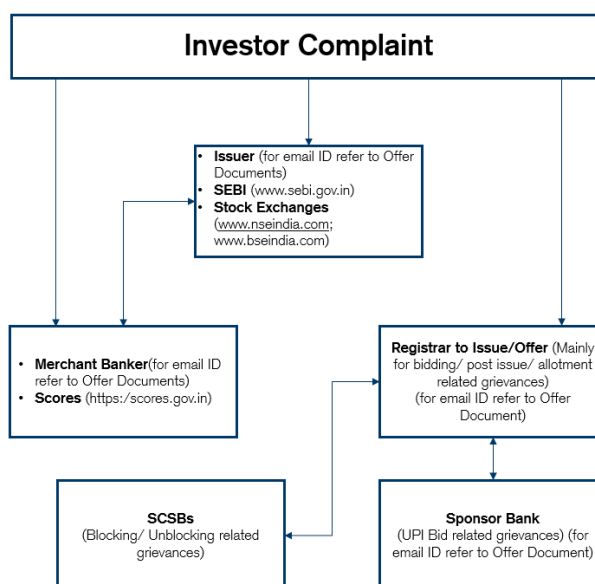 Investor Complaint
• Issuer (for email ID refer to Offer
Documents)
• SEBI (www.sebi.gov.in)
• Stock Exchanges
(www.nseindia.com;
www.bseindia.com)
• Merchant Banker(for email ID
refer to Offer Documents)
• Scores (https:/scores.gov.in)
Registrar to Issue/Offer (Mainly
for bidding/ post issue/ allotment
related grievances)
(for email ID refer to Offer
Document)
SCSBs
(Blocking/ Unblocking related
grievances)
Sponsor Bank
(UPI Bid related grievances) (for
email ID refer to Offer Document)